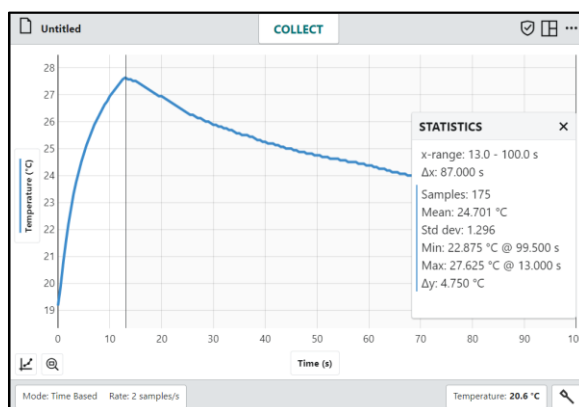 Untitled
COLLECT
28
27
26
25
24
23
22
21
20
19
Temperature (°C)
0 10 20 30 40 50 60 70 80 90 10
Time (s)
STATISTICS ×
x-range: 13.0 - 100.0 s
Δx: 87.000 s
Samples: 175
Mean: 24.701 °C
Std dev: 1.296
Min: 22.875 °C @ 99.500 s
Max: 27.625 °C @ 13.000 s
Δy: 4.750 °C
Mode: Time Based Rate: 2 samples/s
Temperature: 20.6 °C